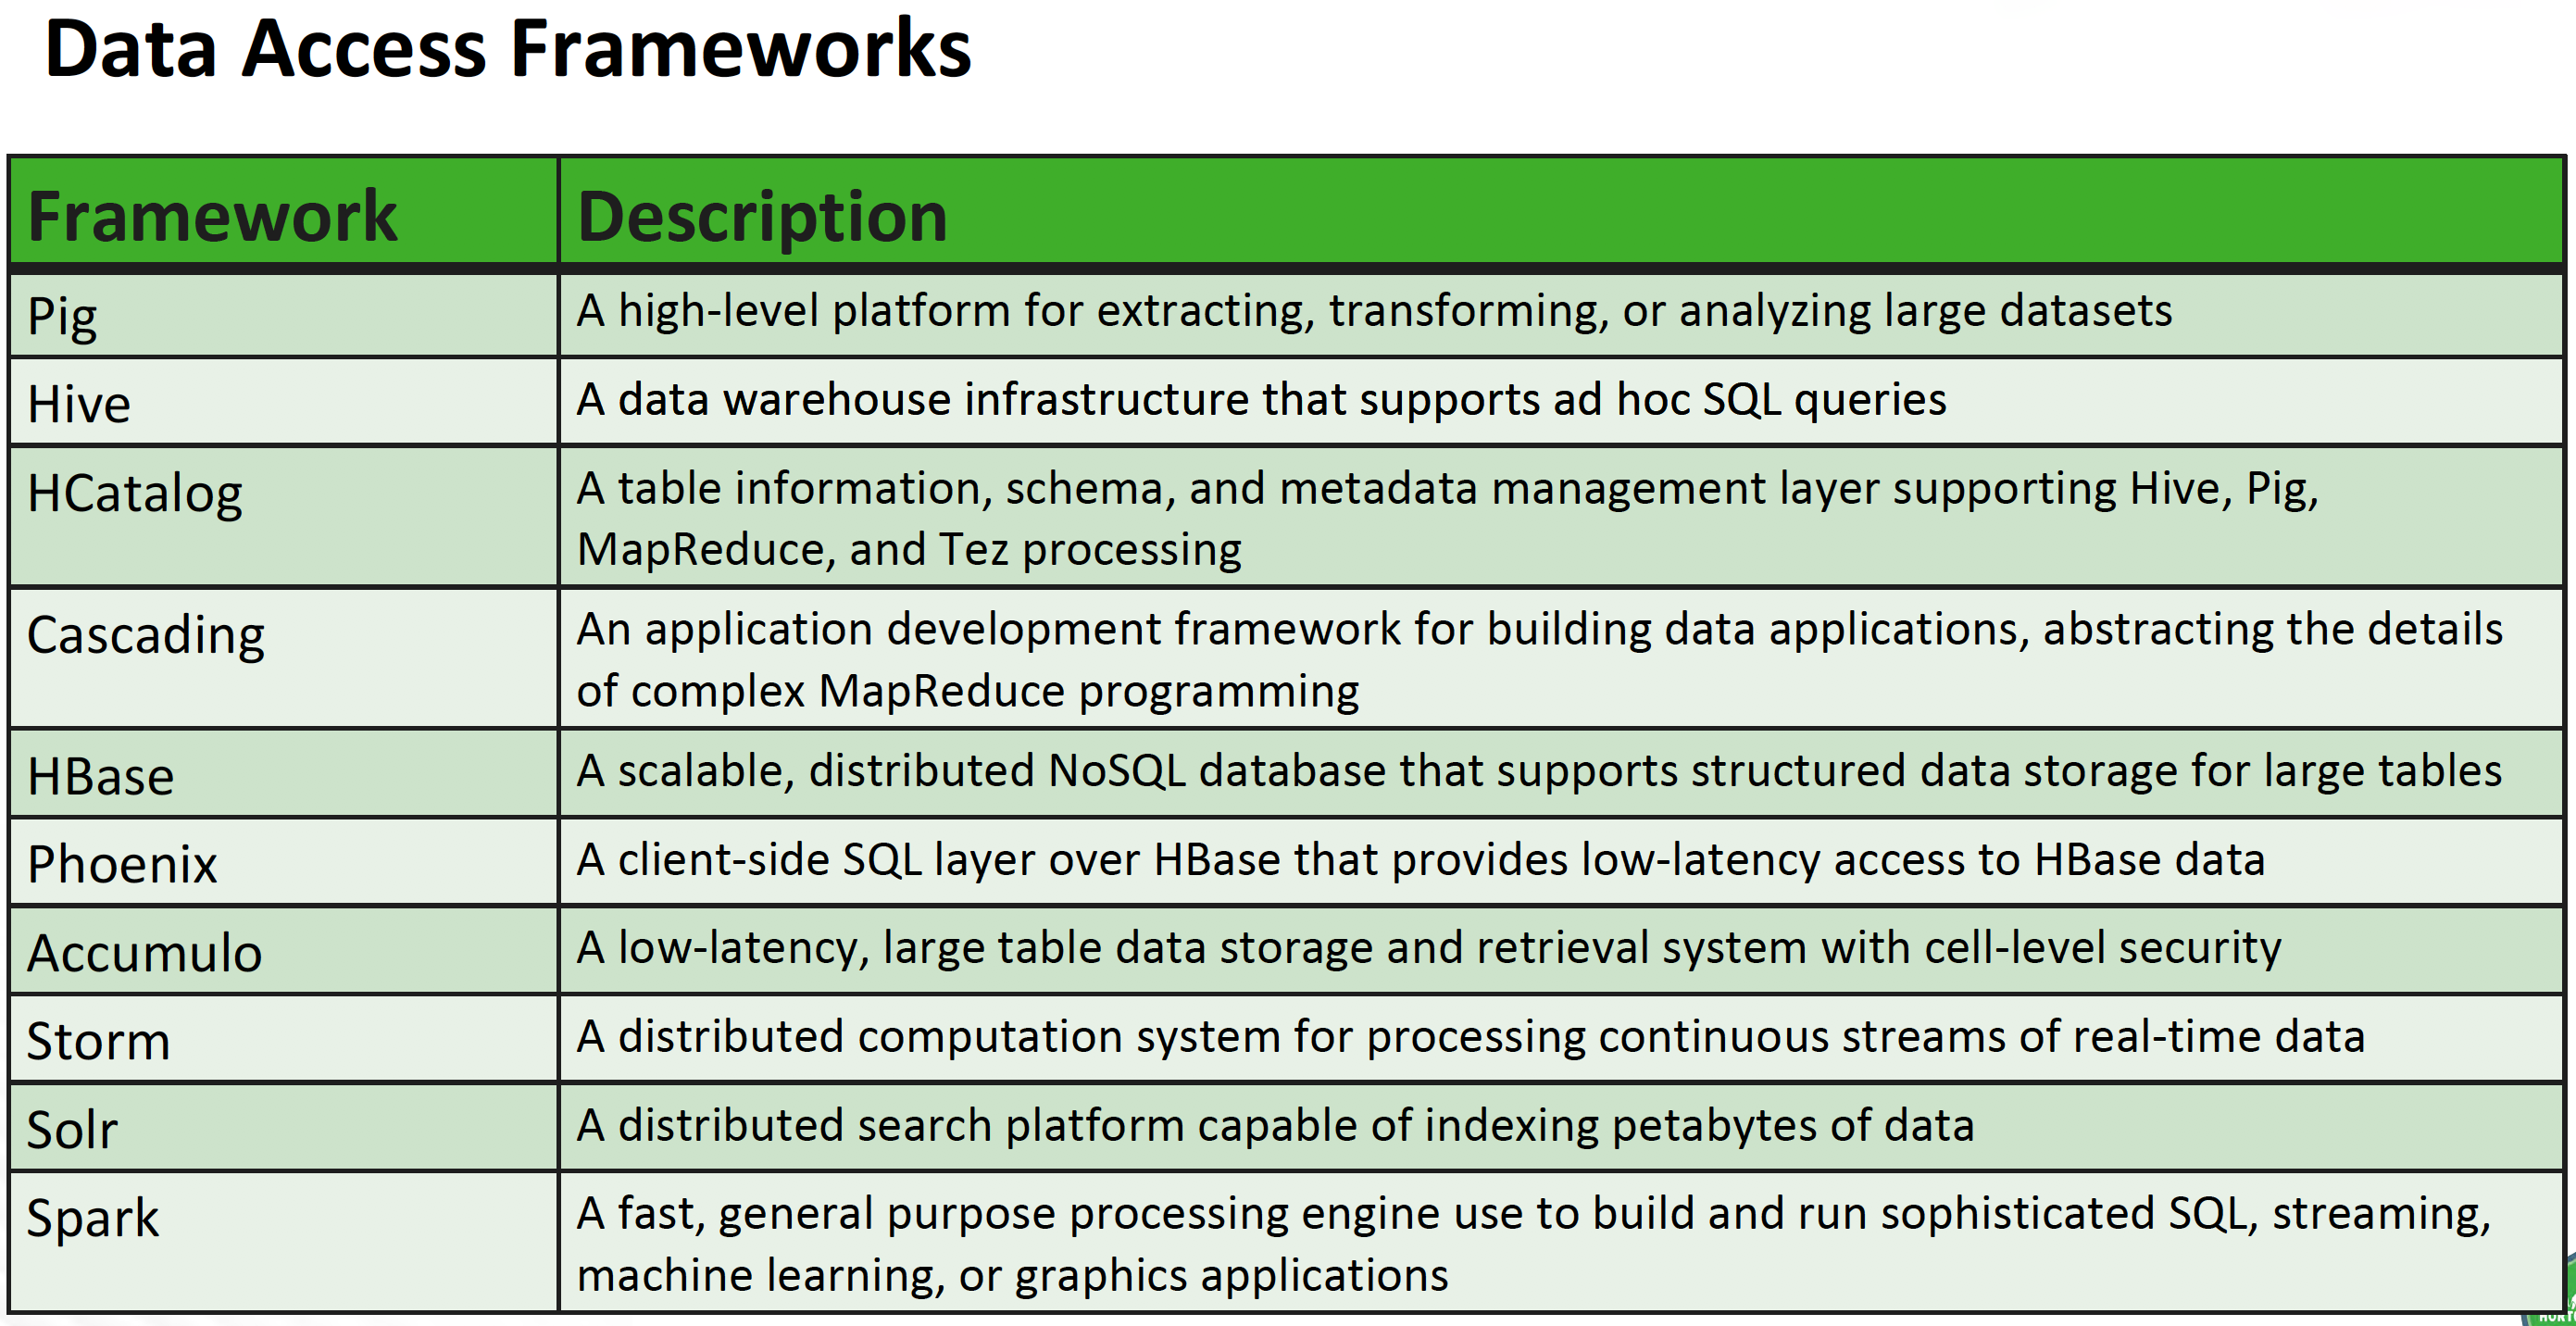 Data Access Frameworks
Framework
Description
Pig
A high-level platform for extracting, transforming, or analyzing large datasets
Hive
A data warehouse infrastructure that supports ad hoc SQL queries
HCatalog
A table information, schema, and metadata management layer supporting Hive, Pig,
MapReduce, and Tez processing
Cascading
An application development framework for building data applications, abstracting the details
of complex MapReduce programming
HBase
A scalable, distributed NoSQL database that supports structured data storage for large tables
Phoenix
A client-side SQL layer over HBase that provides low-latency access to HBase data
Accumulo
A low-latency, large table data storage and retrieval system with cell-level security
Storm
A distributed computation system for processing continuous streams of real-time data
Solr
A distributed search platform capable of indexing petabytes of data
Spark
A fast, general purpose processing engine use to build and run sophisticated SQL, streaming,
machine learning, or graphics applications